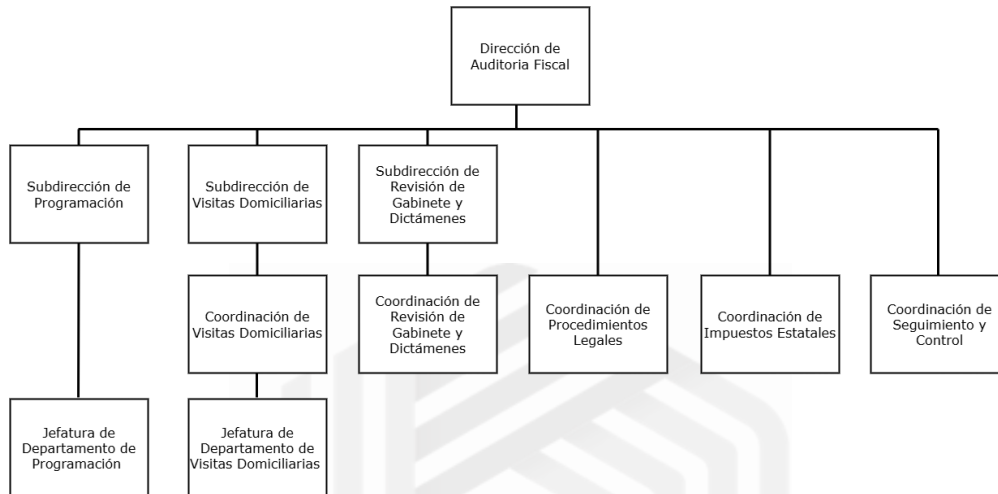 Dirección de
Auditoria Fiscal
Subdirección de
Programación
Subdirección de
Visitas Domiciliarias
Subdirección de
Revisión de
Gabinete y
Dictámenes
Coordinación de
Visitas Domiciliarias
Coordinación de
Revisión de
Gabinete y
Dictámenes
Coordinación de
Procedimientos
Legales
Coordinación de
Impuestos Estatales
Coordinación de
Seguimiento y
Control
Jefatura de
Departamento de
Programación
Jefatura de
Departamento de
Visitas Domiciliarias